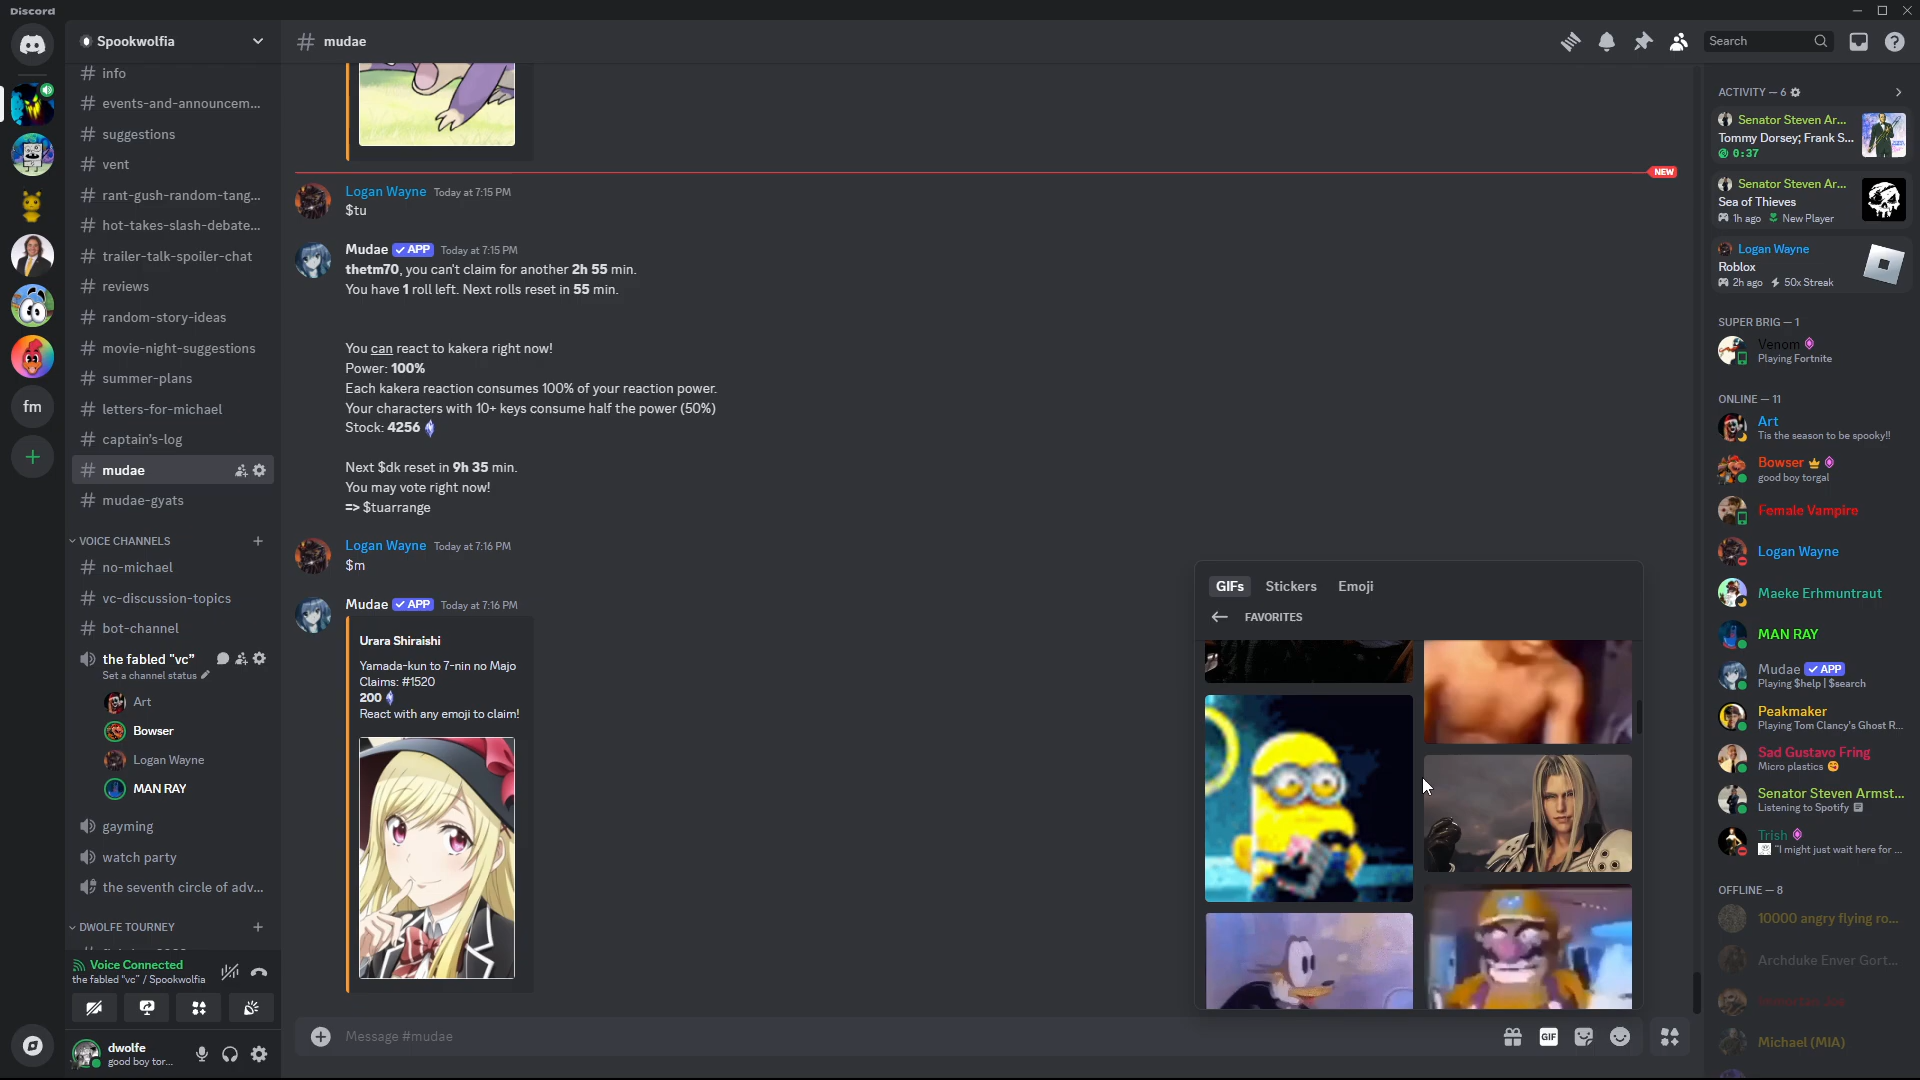 Discord
Spookwolfia
info
events-and-announcem...
suggestions
vent
rant-gush-random-tang...
hot-takes-slash-debate...
trailer-talk-spoiler-chat
reviews
random-story-ideas
movie-night-suggestions
summer-plans
letters-for-michael
captain's-log
mudae
mudae-gyats
fm
VOICE CHANNELS
no-michael
vc-discussion-topics
bot-channel
the fabled "vc"
Set a channel status
Art
Bowser
Logan Wayne
MAN RAY
gayming
watch party
the seventh circle of adv...
DWOLFE TOURNEY
Voice Connected
the fabled "vc" / Spookwolfia
dwolfe
good boy tor...
# mudae
Search
NEW
Logan Wayne Today at 7:15 PM
$tu
Mudae APP Today at 7:15 PM
thetm70, you can't claim for another 2h 55 min.
You have 1 roll left. Next rolls reset in 55 min.
You can react to kakera right now!
Power: 100%
Each kakera reaction consumes 100% of your reaction power.
Your characters with 10+ keys consume half the power (50%)
Stock: 4256
Next $dk reset in 9h 35 min.
You may vote right now!
=> $tuarrange
Logan Wayne Today at 7:16 PM
$m
Mudae APP Today at 7:16 PM
Urara Shiraishi
Yamada-kun to 7-nin no Majo
Claims: #1520
200
React with any emoji to claim!
Message #mudae
GIF
GIFs Stickers Emoji
FAVORITES
ACTIVITY — 6
Senator Steven Ar...
Tommy Dorsey; Frank S...
0:37
Senator Steven Ar...
Sea of Thieves
1h ago New Player
Logan Wayne
Roblox
2h ago 50x Streak
SUPER BRIG — 1
Venom
Playing Fortnite
ONLINE — 11
Art
Tis the season to be spooky!!
Bowser
good boy torgal
Female Vampire
Logan Wayne
Maeke Erhmuntraut
MAN RAY
Mudae APP
Playing $help | $search
Peakmaker
Playing Tom Clancy's Ghost R...
Sad Gustavo Fring
Micro plastics
Senator Steven Armst...
Listening to Spotify
Trish
"I might just wait here for ...
OFFLINE — 8
10000 angry flying ro...
Archduke Enver Gort...
Michael (MIA)